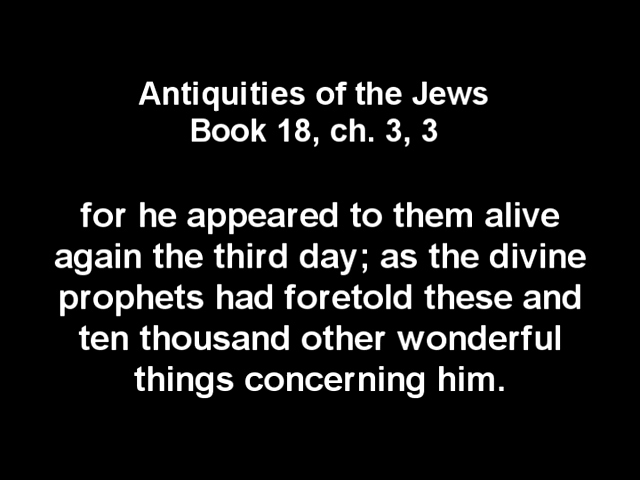 Antiquities of the Jews
Book 18, ch. 3, 3
for he appeared to them alive
again the third day; as the divine
prophets had foretold these and
ten thousand other wonderful
things concerning him.